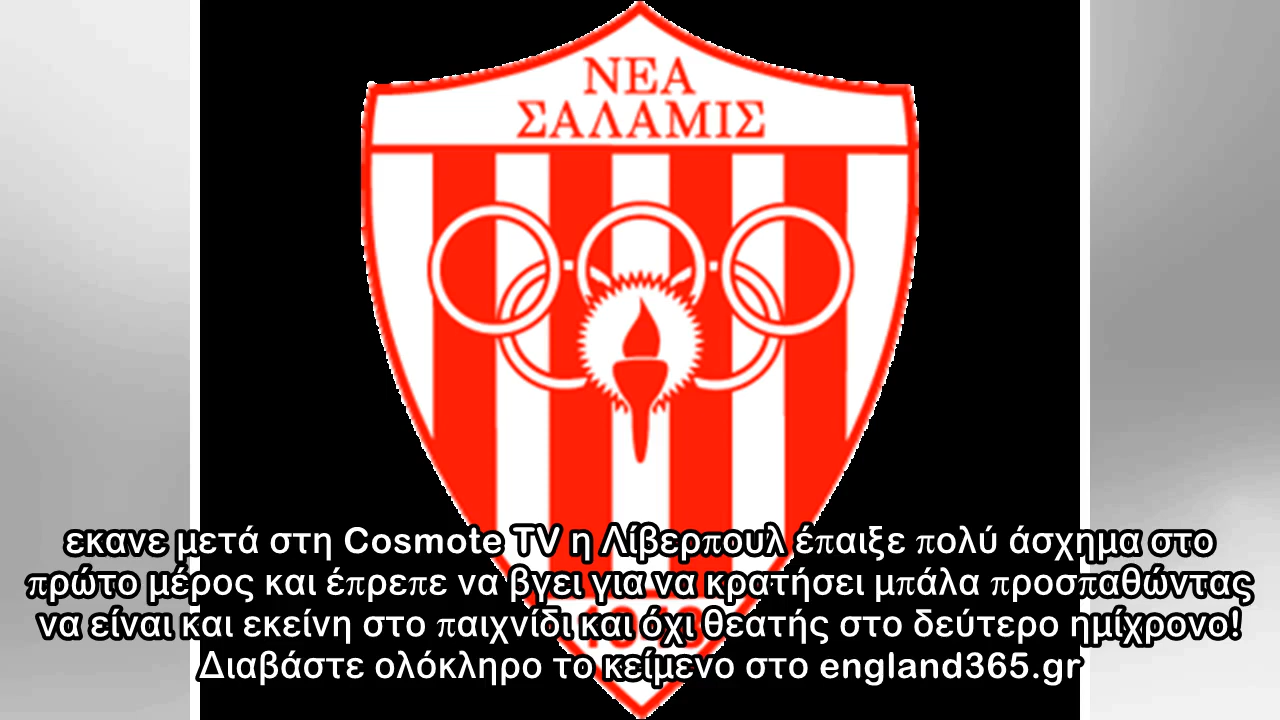 ΝΕΑ
ΣΑΛΑΜΙΣ
εκανε μετά στη Cosmote TV η Λίβερπουλ έπαιξε πολύ άσχημα στο
πρώτο μέρος και έπρεπε να βγει για να κρατήσει μπάλα προσπαθώντας
να είναι και εκείνη στο παιχνίδι και όχι θεατής στο δεύτερο ημίχρονο!
Διαβάστε ολόκληρο το κείμενο στο england365.gr